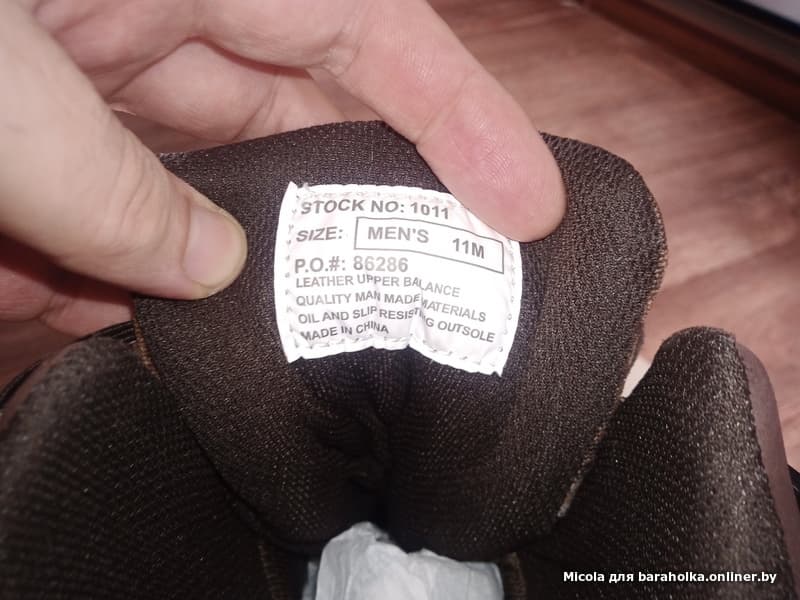 STOCK NO: 1011
SIZE: MEN'S 11M
P.O.#: 86286
LEATHER UPPER BALANCE
QUALITY MAN MADE MATERIALS
OIL AND SLIP RESISTING OUTSOLE
MADE IN CHINA
Micola для baraholka.onliner.by